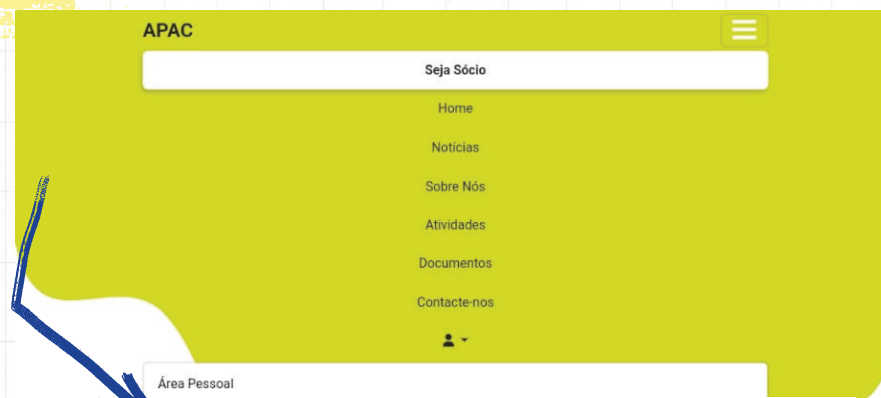 APAC
Seja Sócio
Home
Notícias
Sobre Nós
Atividades
Documentos
Contacte-nos
Área Pessoal